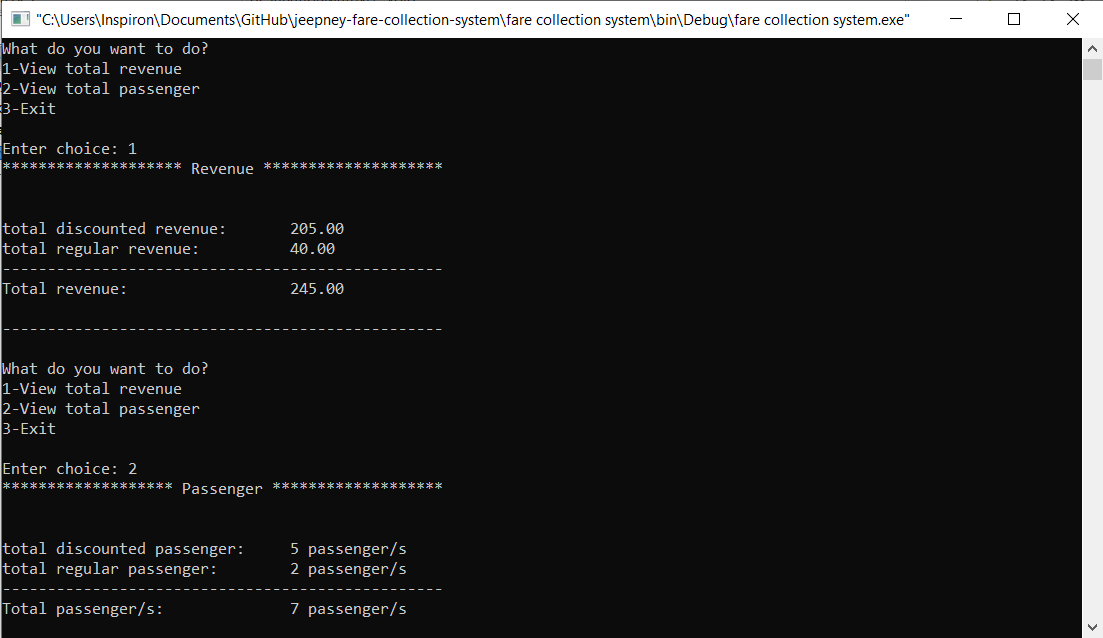 "C:\Users\Inspiron\Documents\GitHub\jeepney-fare-collection-system\fare collection system\bin\Debug\fare collection system.exe"
What do you want to do?
1-View total revenue
2-View total passenger
3-Exit
Enter choice: 1
******************** Revenue ********************
total discounted revenue: 205.00
total regular revenue: 40.00
-------------------------------------------------
Total revenue: 245.00
-------------------------------------------------
What do you want to do?
1-View total revenue
2-View total passenger
3-Exit
Enter choice: 2
******************* Passenger *******************
total discounted passenger: 5 passenger/s
total regular passenger: 2 passenger/s
-------------------------------------------------
Total passenger/s: 7 passenger/s